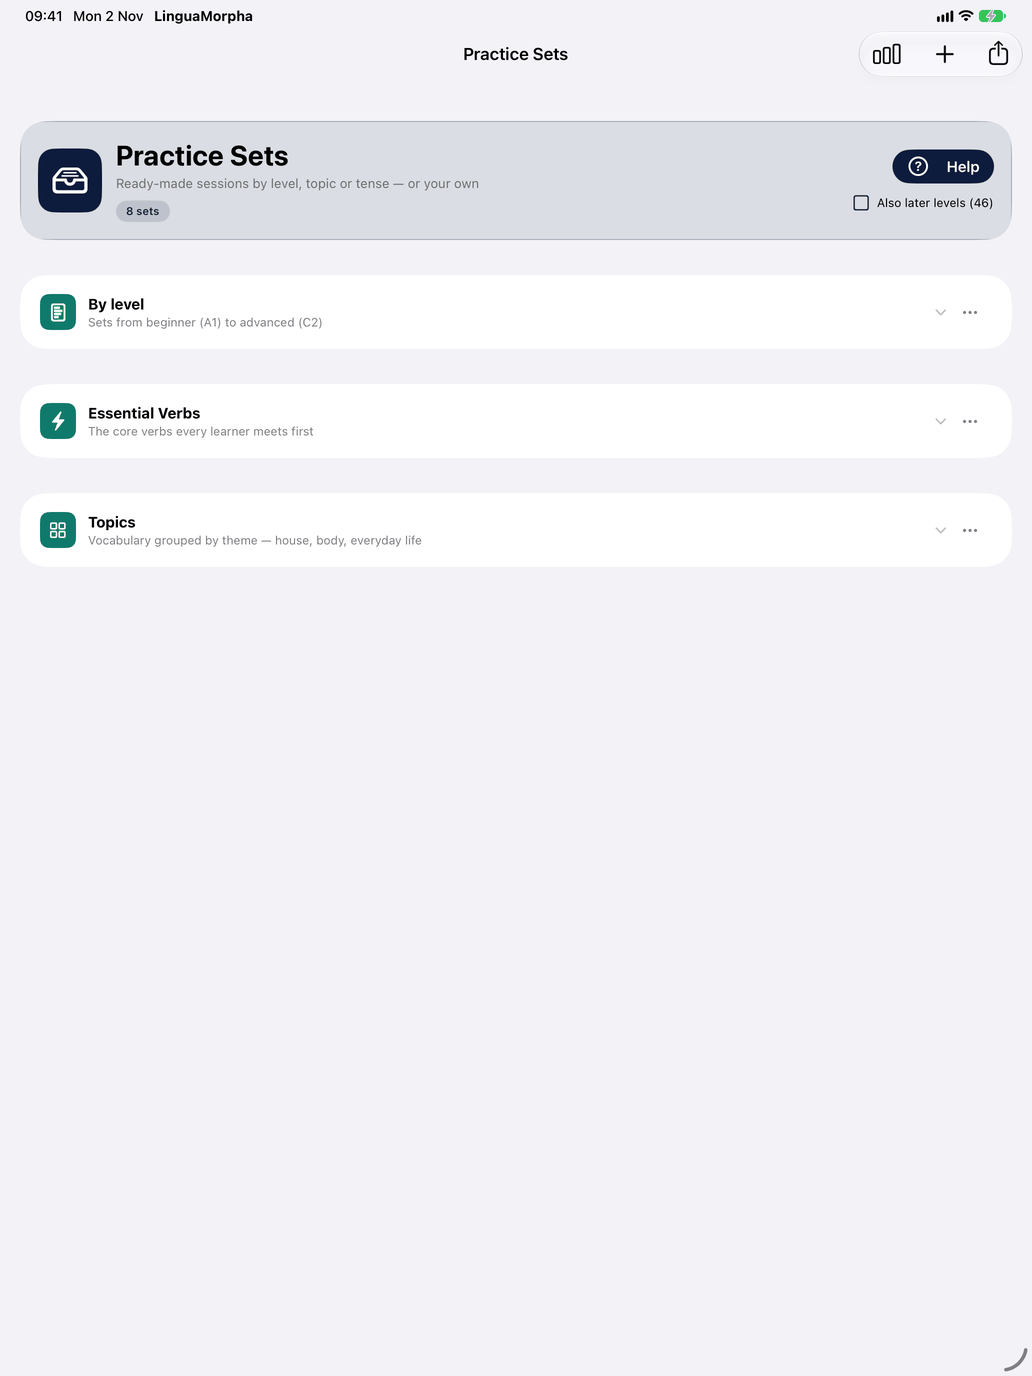 09:41 Mon 2 Nov LinguaMorpha
Practice Sets
Practice Sets
Ready-made sessions by level, topic or tense — or your own
8 sets
Help
Also later levels (46)
By level
Sets from beginner (A1) to advanced (C2)
Essential Verbs
The core verbs every learner meets first
Topics
Vocabulary grouped by theme — house, body, everyday life